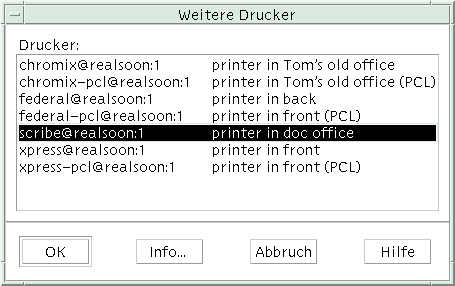 Weitere Drucker
Drucker:
chromix@realsoon:1 printer in Tom's old office
chromix-pcl@realsoon:1 printer in Tom's old office (PCL)
federal@realsoon:1 printer in back
federal-pcl@realsoon:1 printer in front (PCL)
scribe@realsoon:1 printer in doc office
xpress@realsoon:1 printer in front
xpress-pcl@realsoon:1 printer in front (PCL)
OK Info... Abbruch Hilfe